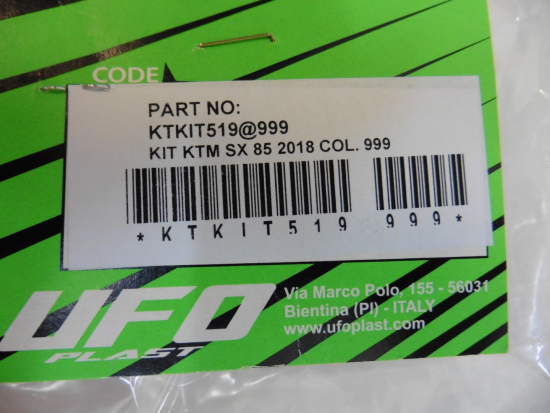 CODE
PART NO:
KTKIT519@999
KIT KTM SX 85 2018 COL. 999
*KTKIT519 999*
UFO
PLAST
Via Marco Polo, 155 - 56031
Bientina (PI) - ITALY
www.ufoplast.com